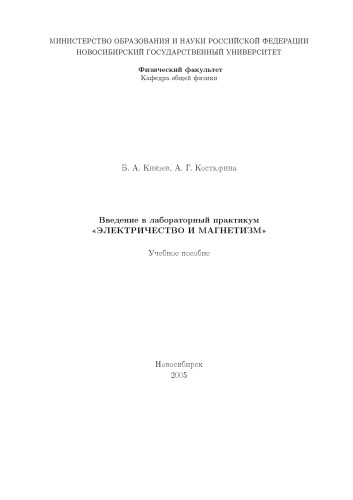 МИНИСТЕРСТВО ОБРАЗОВАНИЯ И НАУКИ РОССИЙСКОЙ ФЕДЕРАЦИИ
НОВОСИБИРСКИЙ ГОСУДАРСТВЕННЫЙ УНИВЕРСИТЕТ
Физический факультет
Кафедра общей физики
Б. А. Князев, А. Г. Костюрина
Введение в лабораторный практикум
«ЭЛЕКТРИЧЕСТВО И МАГНЕТИЗМ»
Учебное пособие
Новосибирск
2005